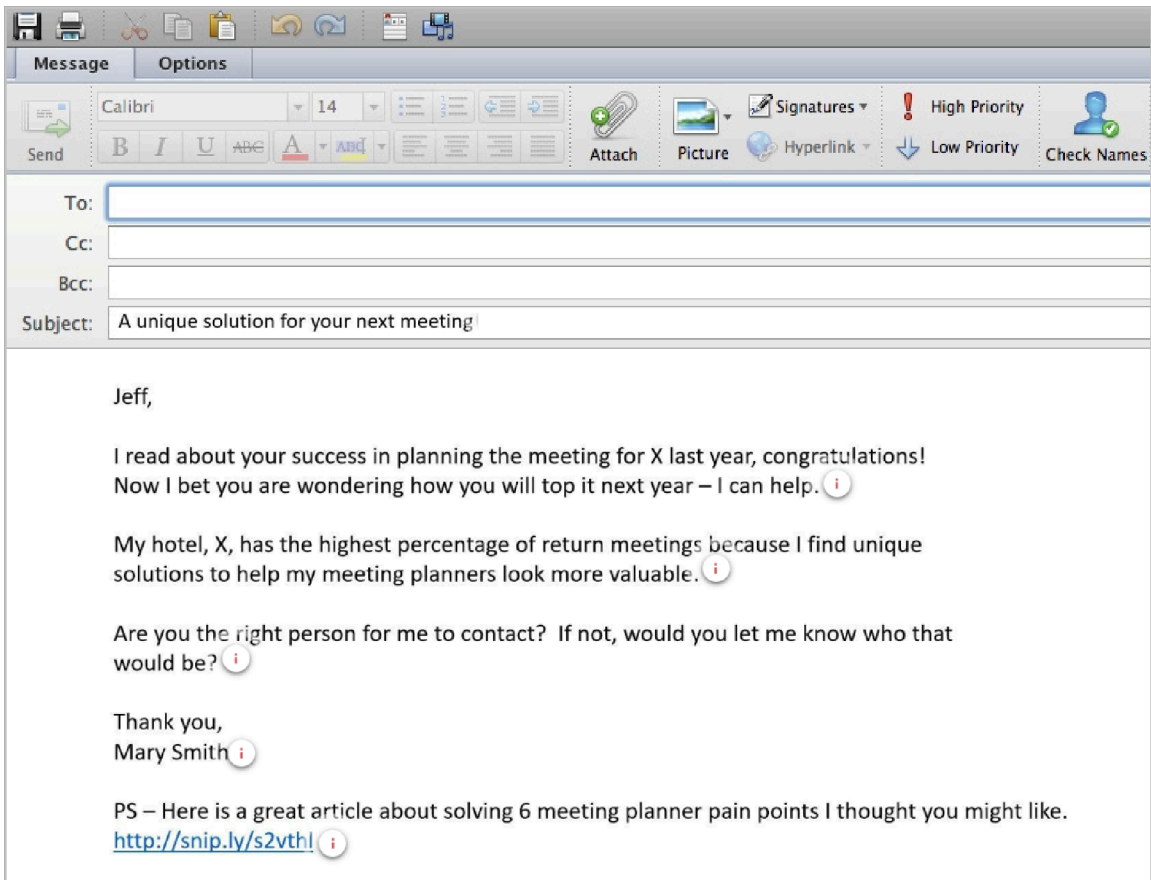 Message Options
Calibri 14 Signatures High Priority
Send B I U ABC A ABC Attach Picture Hyperlink Low Priority Check Names
To:
Cc:
Bcc:
Subject: A unique solution for your next meeting
Jeff,
I read about your success in planning the meeting for X last year, congratulations!
Now I bet you are wondering how you will top it next year – I can help. i
My hotel, X, has the highest percentage of return meetings because I find unique
solutions to help my meeting planners look more valuable. i
Are you the right person for me to contact?  If not, would you let me know who that
would be? i
Thank you,
Mary Smith i
PS – Here is a great article about solving 6 meeting planner pain points I thought you might like.
http://snip.ly/s2vthl i